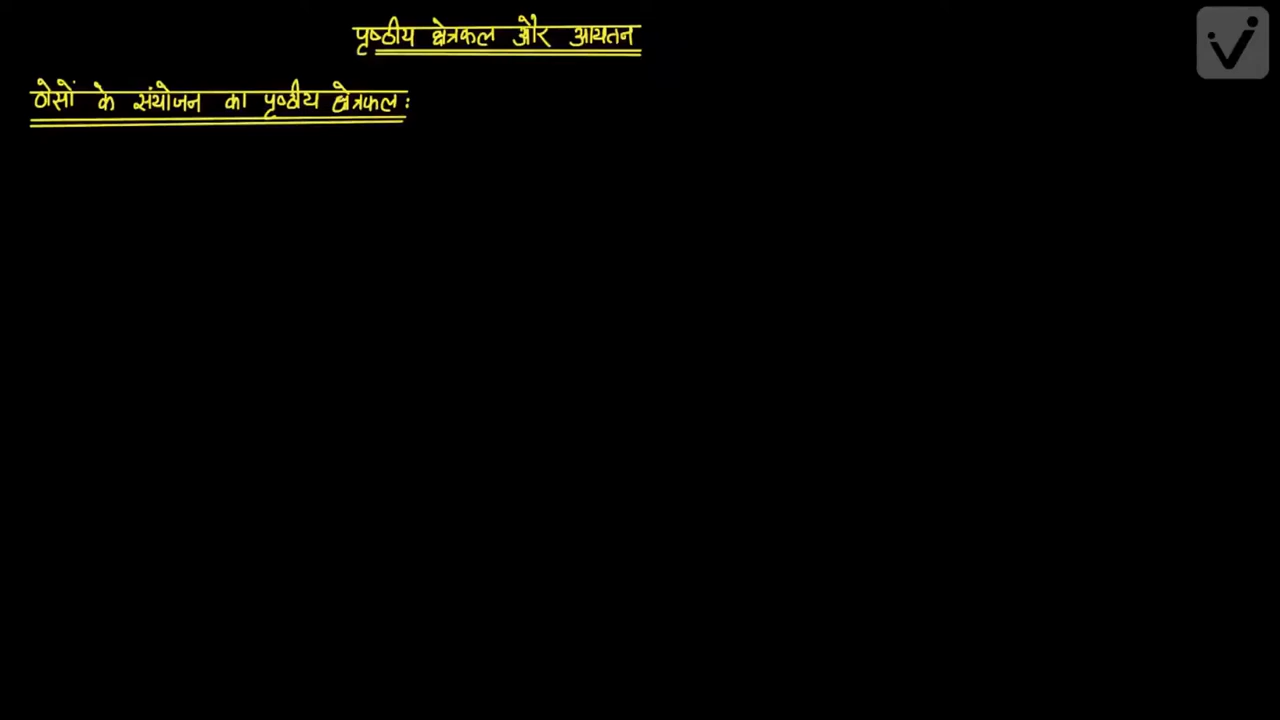 पृष्ठीय क्षेत्रफल और आयतन
ठोसों के संयोजन का पृष्ठीय क्षेत्रफल :